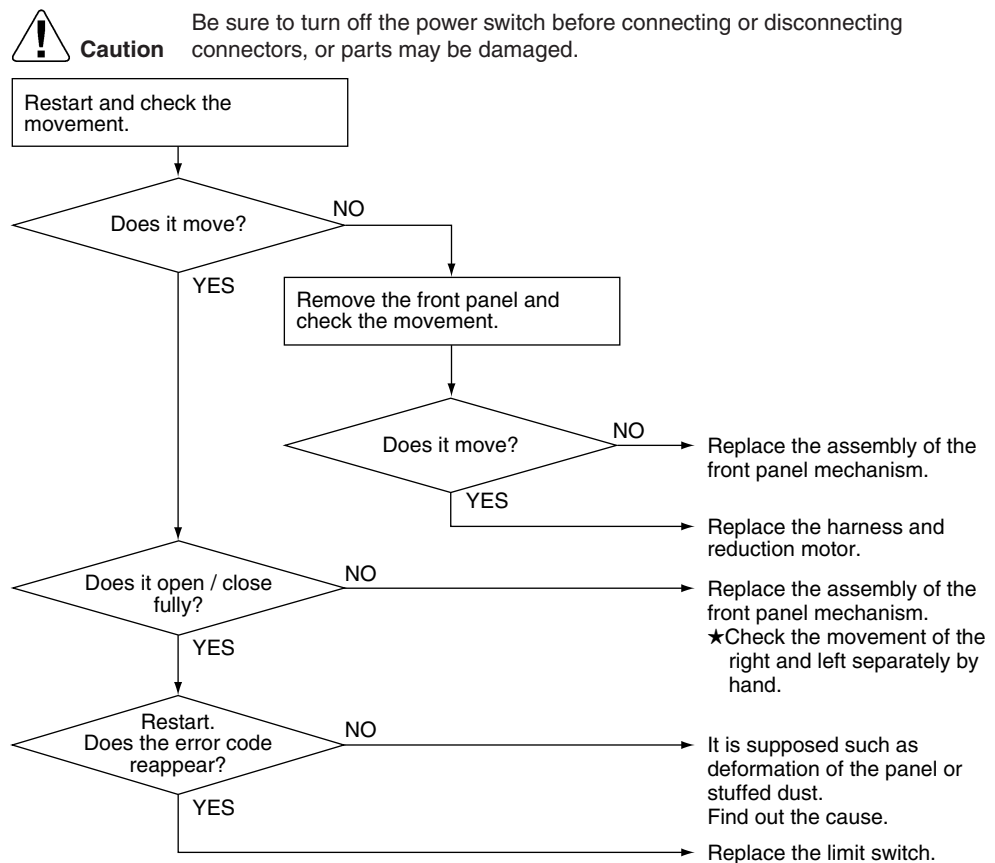 Be sure to turn off the power switch before connecting or disconnecting
Caution connectors, or parts may be damaged.
Restart and check the
movement.
Does it move?
NO
YES
Remove the front panel and
check the movement.
Does it move?
NO
Replace the assembly of the
front panel mechanism.
YES
Replace the harness and
reduction motor.
Does it open / close
fully?
NO
Replace the assembly of the
front panel mechanism.
★Check the movement of the
right and left separately by
hand.
YES
Restart.
Does the error code
reappear?
NO
It is supposed such as
deformation of the panel or
stuffed dust.
Find out the cause.
YES
Replace the limit switch.